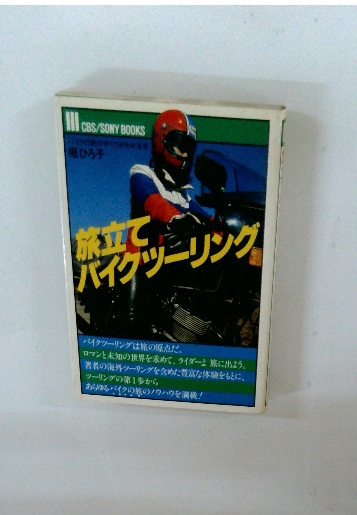 CBS/SONY BOOKS
堀ひろ子
旅立て
バイクツーリング
バイクツーリングは旅の原点だ。
ロマンと未知の世界を求めて、ライダーよ 旅に出よう。
著者の海外ツーリングを含めた豊富な体験をもとに、
ツーリングの第1歩から
あらゆるバイクの旅のノウハウを満載!